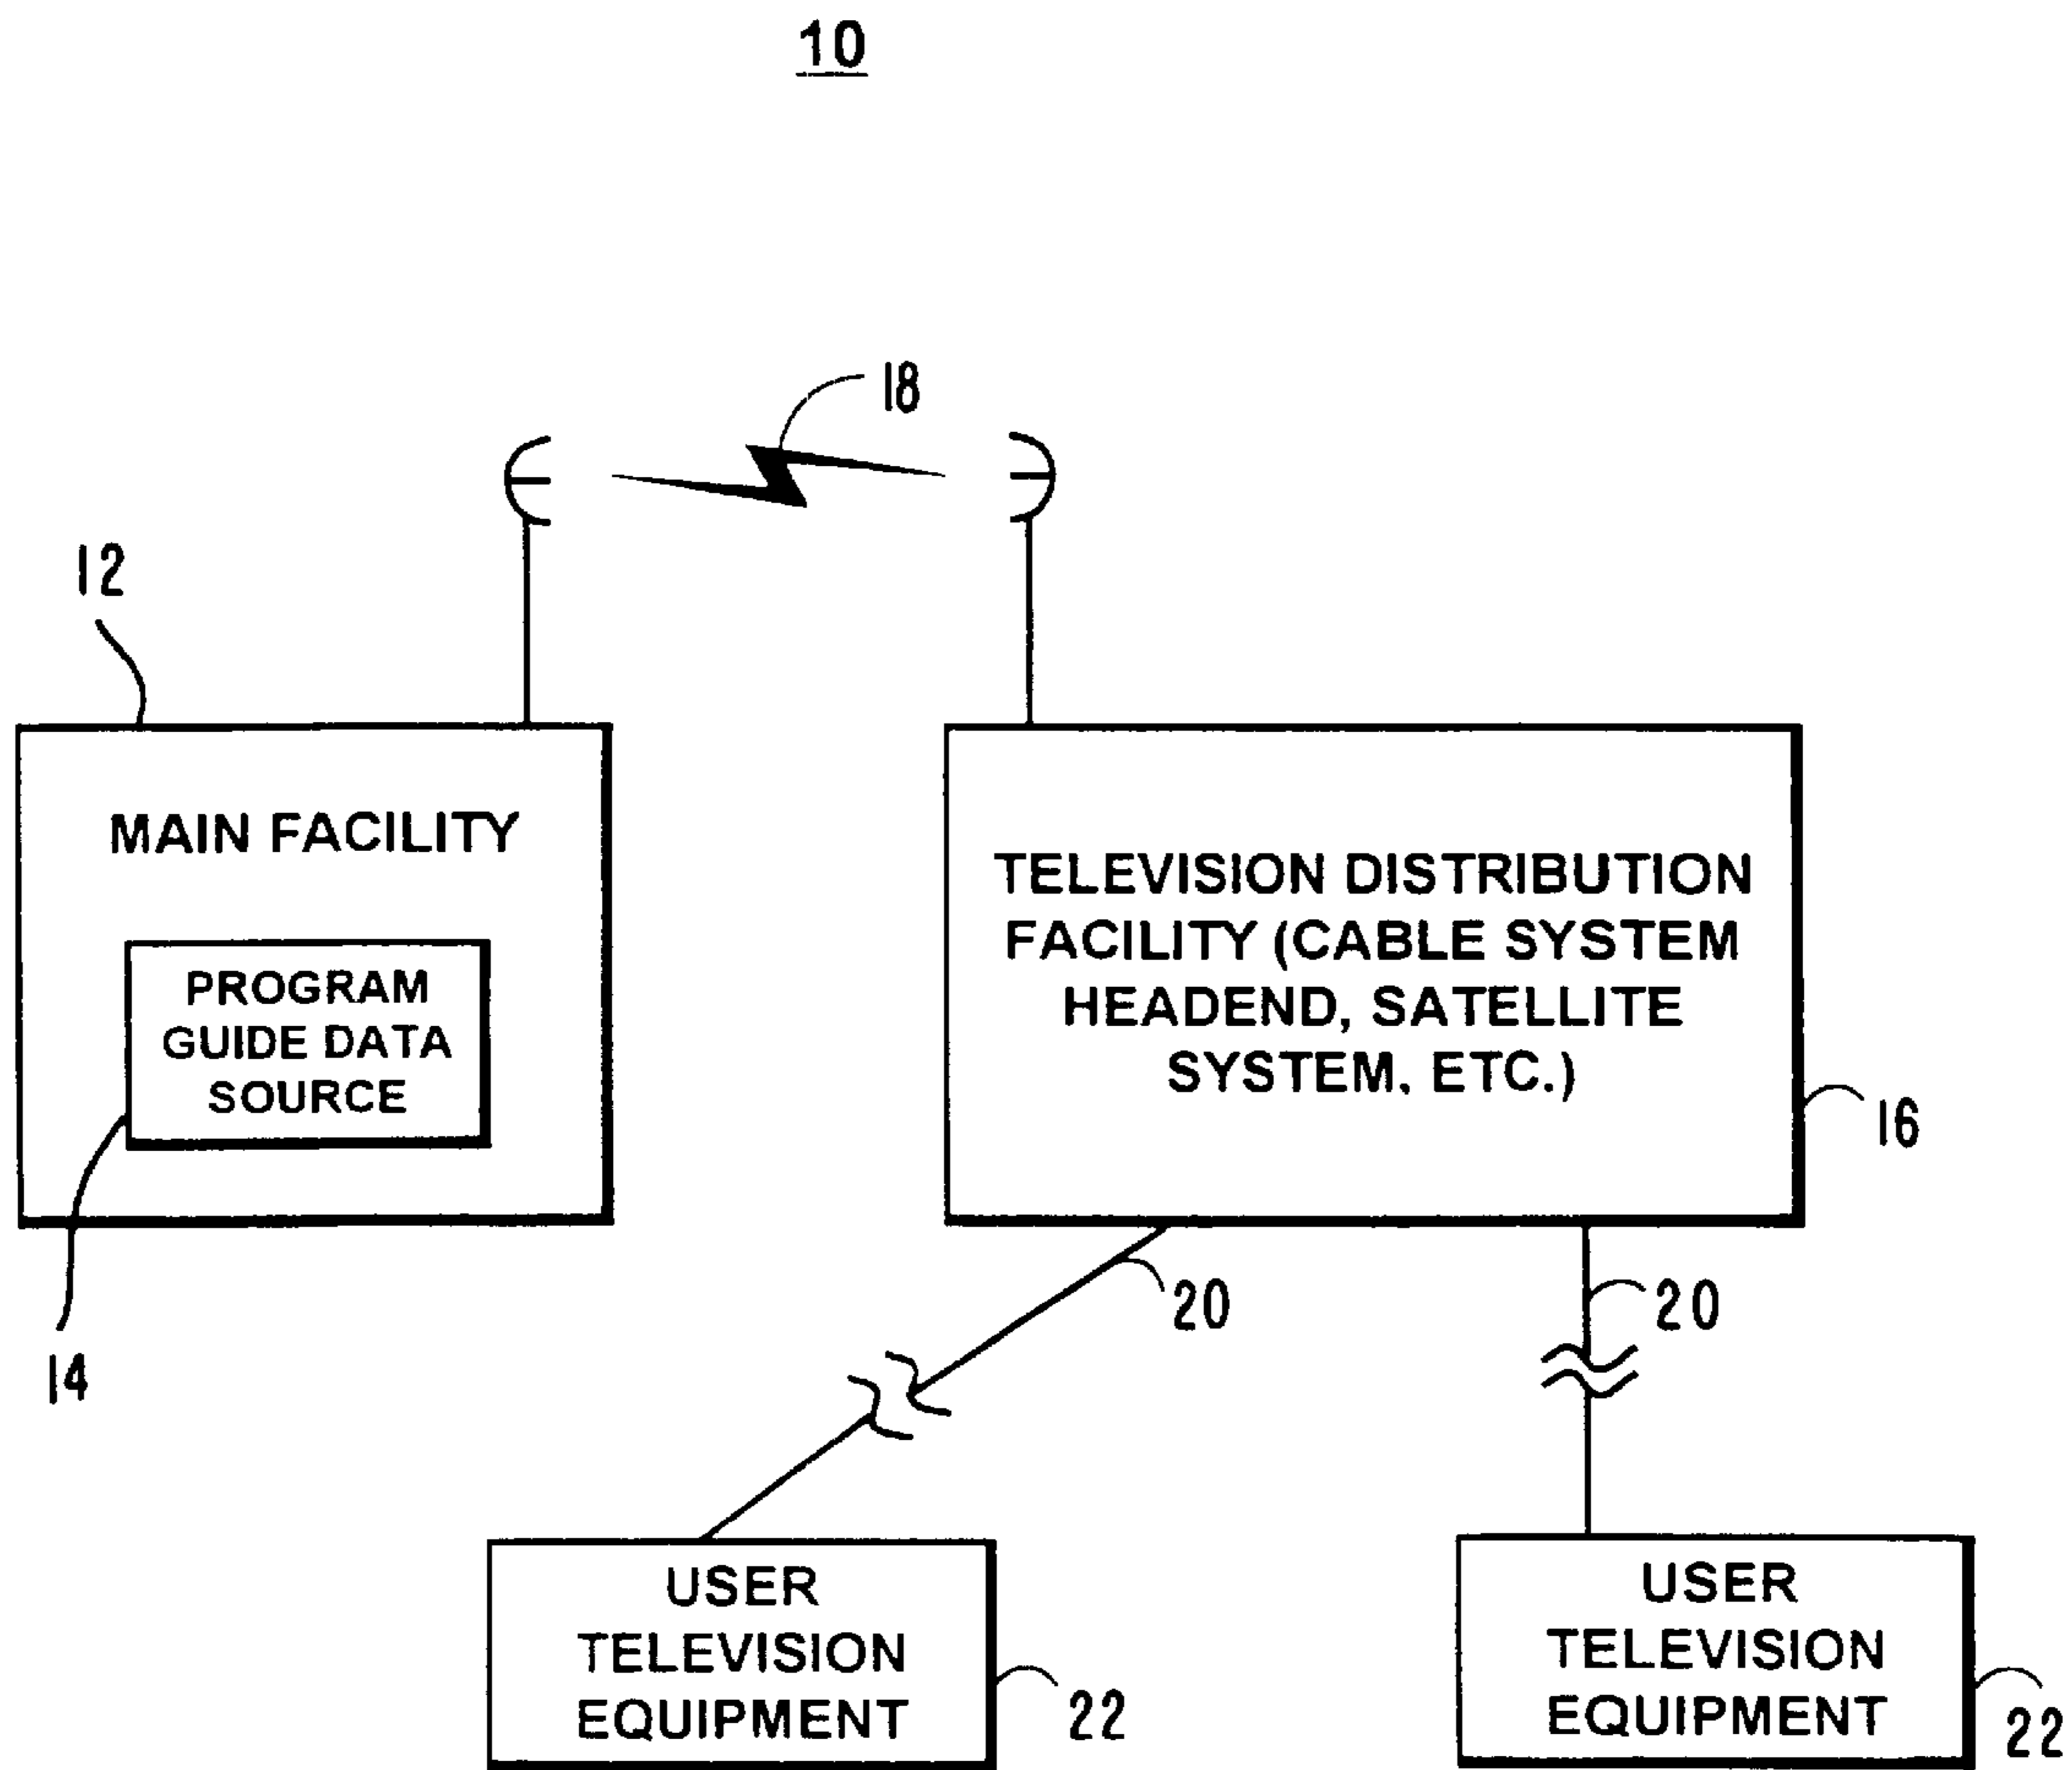 10
18
12
MAIN FACILITY
PROGRAM
GUIDE DATA
SOURCE
14
TELEVISION DISTRIBUTION
FACILITY (CABLE SYSTEM
HEADEND, SATELLITE
SYSTEM. ETC.)
16
20
20
USER
TELEVISION
EQUIPMENT
22
USER
TELEVISION
EQUIPMENT
22